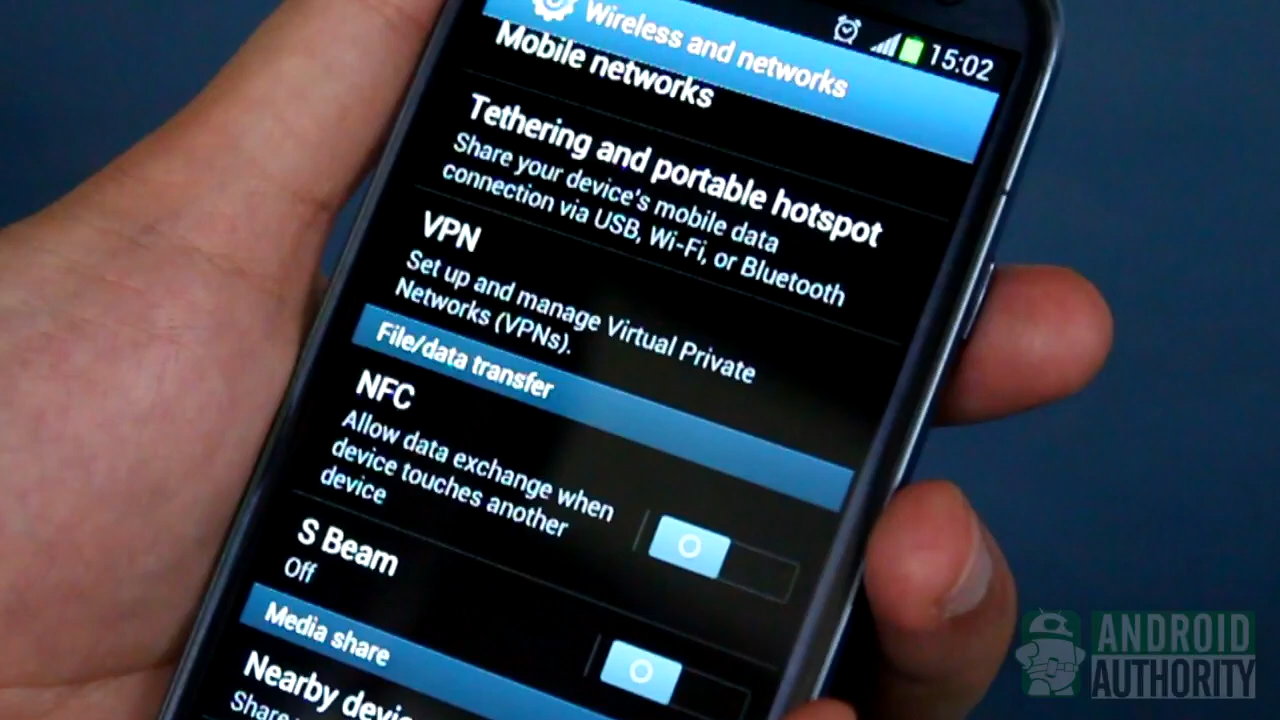 Wireless and networks
15:02
Mobile networks
Tethering and portable hotspot
Share your device's mobile data
connection via USB, Wi-Fi, or Bluetooth
VPN
Set up and manage Virtual Private
Networks (VPNs).
File/data transfer
NFC
Allow data exchange when
device touches another
device
S Beam
Off
Media share
Nearby
Share
ANDROID
AUTHORITY